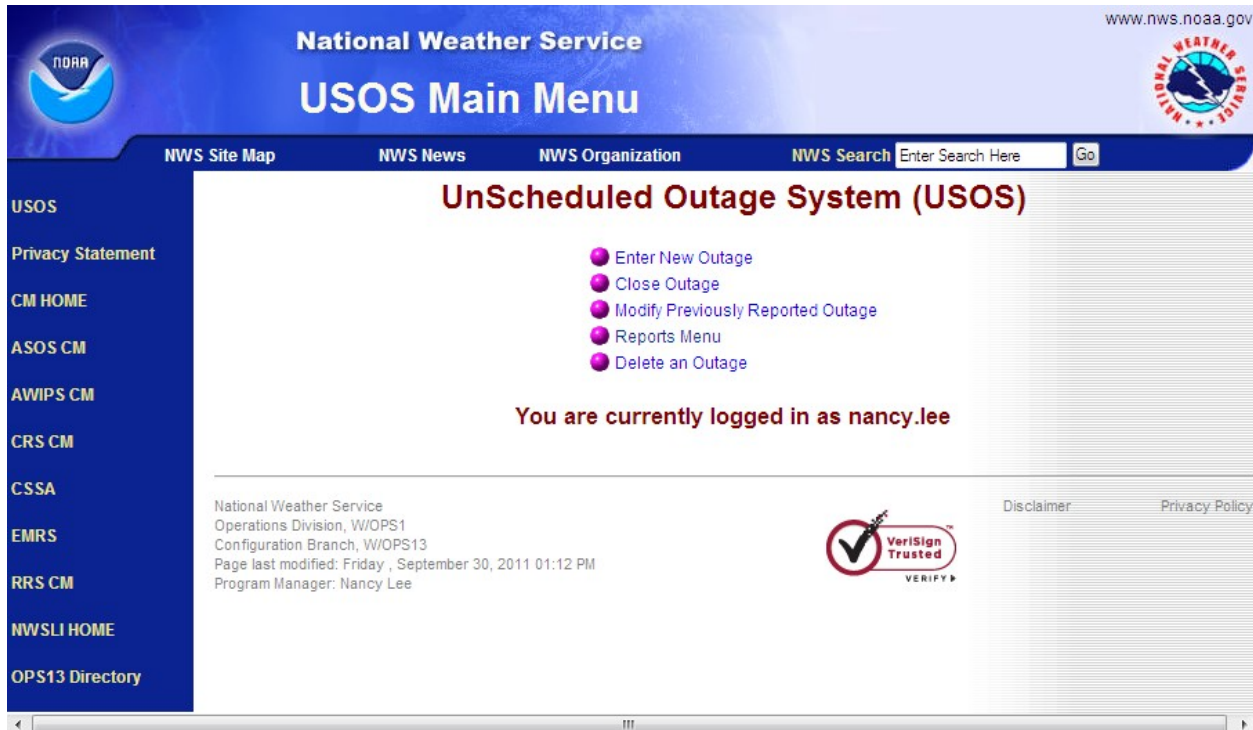 www.nws.noaa.gov
NOAA
National Weather Service
USOS Main Menu
NATIONAL WEATHER SERVICE
NWS Site Map NWS News NWS Organization NWS Search Enter Search Here Go
USOS
Privacy Statement
CM HOME
ASOS CM
AWIPS CM
CRS CM
CSSA
EMRS
RRS CM
NWSLI HOME
OPS13 Directory
UnScheduled Outage System (USOS)
Enter New Outage
Close Outage
Modify Previously Reported Outage
Reports Menu
Delete an Outage
You are currently logged in as nancy.lee
National Weather Service
Operations Division, W/OPS1
Configuration Branch, W/OPS13
Page last modified: Friday , September 30, 2011 01:12 PM
Program Manager: Nancy Lee
VeriSign
Trusted
VERIFY
Disclaimer Privacy Policy